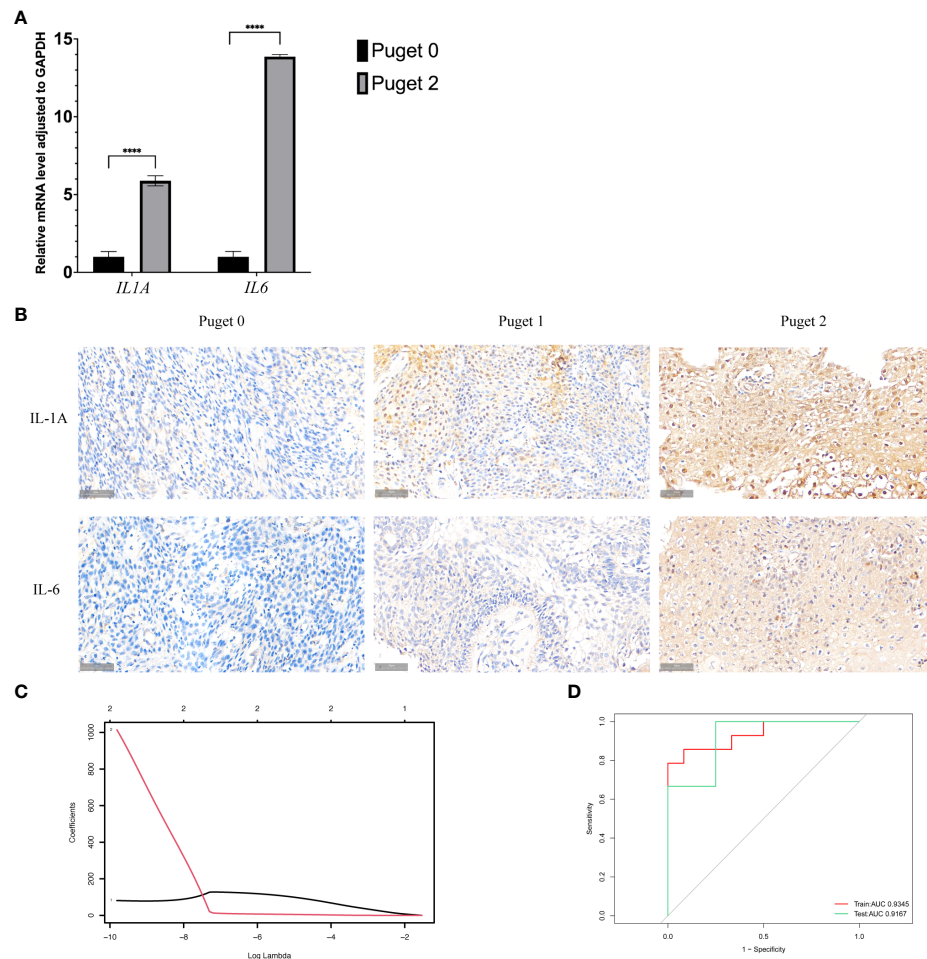 A
Relative mRNA level adjusted to GAPDH
15
10
5
0
****
****
IL1A
IL6
Puget 0
Puget 2
B
Puget 0
Puget 1
Puget 2
IL-1A
IL-6
C
2
2
2
2
1
Coefficients
1000
800
600
400
200
0
2
1
−10
−8
−6
−4
−2
Log Lambda
D
Sensitivity
1.0
0.8
0.6
0.4
0.2
0.0
0.0
0.5
1.0
1 − Specificity
Train:AUC 0.9345
Test:AUC 0.9167